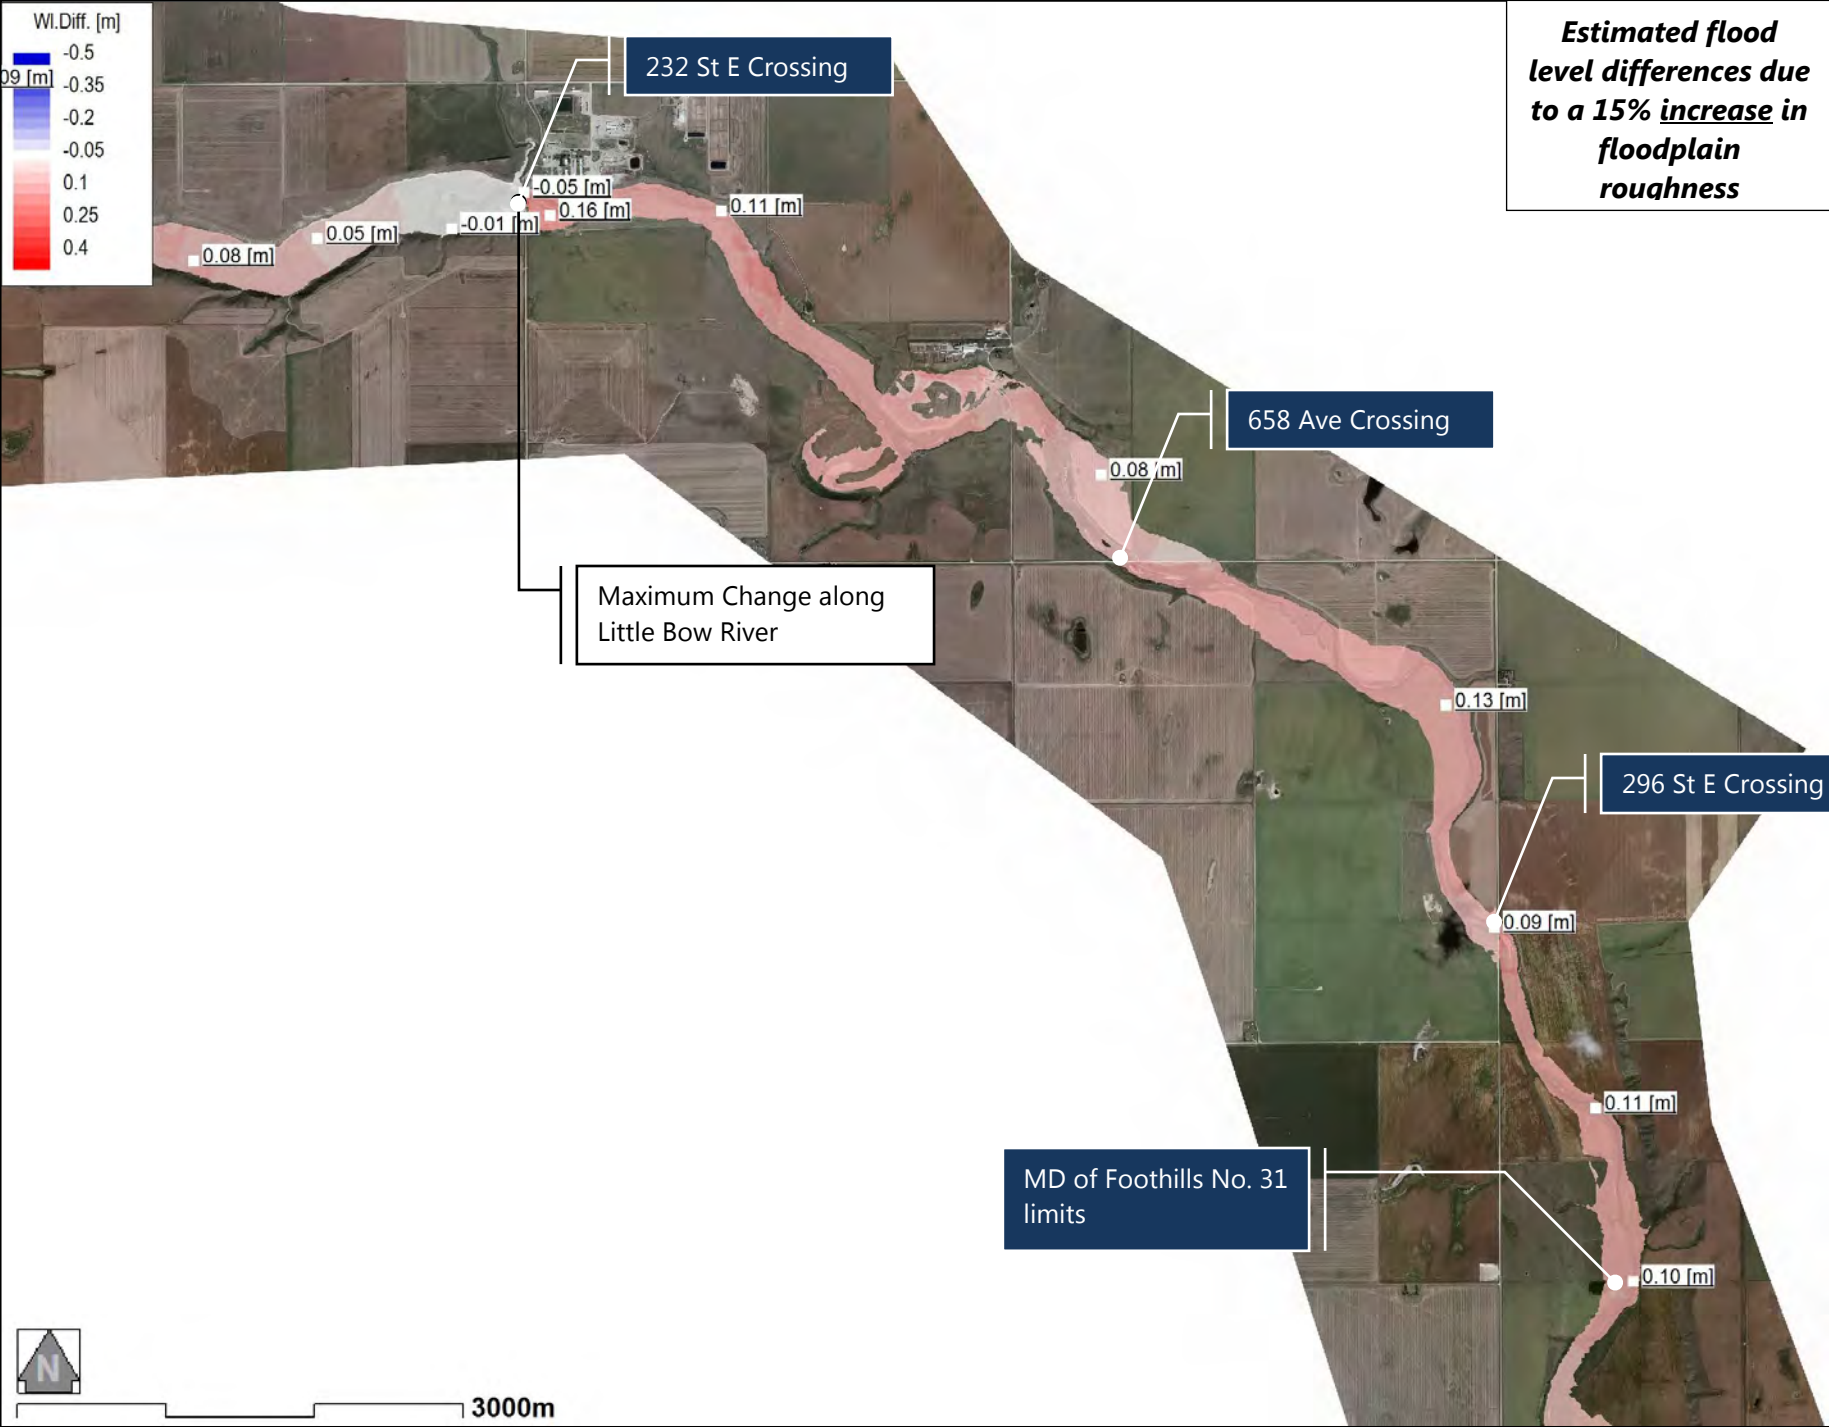 Wl.Diff. [m]
-0.5
09 [m]
-0.35
-0.2
-0.05
0.1
0.25
0.4
232 St E Crossing
Estimated flood
level differences due
to a 15% increase in
floodplain
roughness
-0.05 [m]
0.16 [m]
0.11 [m]
-0.01 [m]
0.05 [m]
0.08 [m]
658 Ave Crossing
0.08 [m]
Maximum Change along
Little Bow River
0.13 [m]
296 St E Crossing
0.09 [m]
0.11 [m]
MD of Foothills No. 31
limits
0.10 [m]
N
3000m